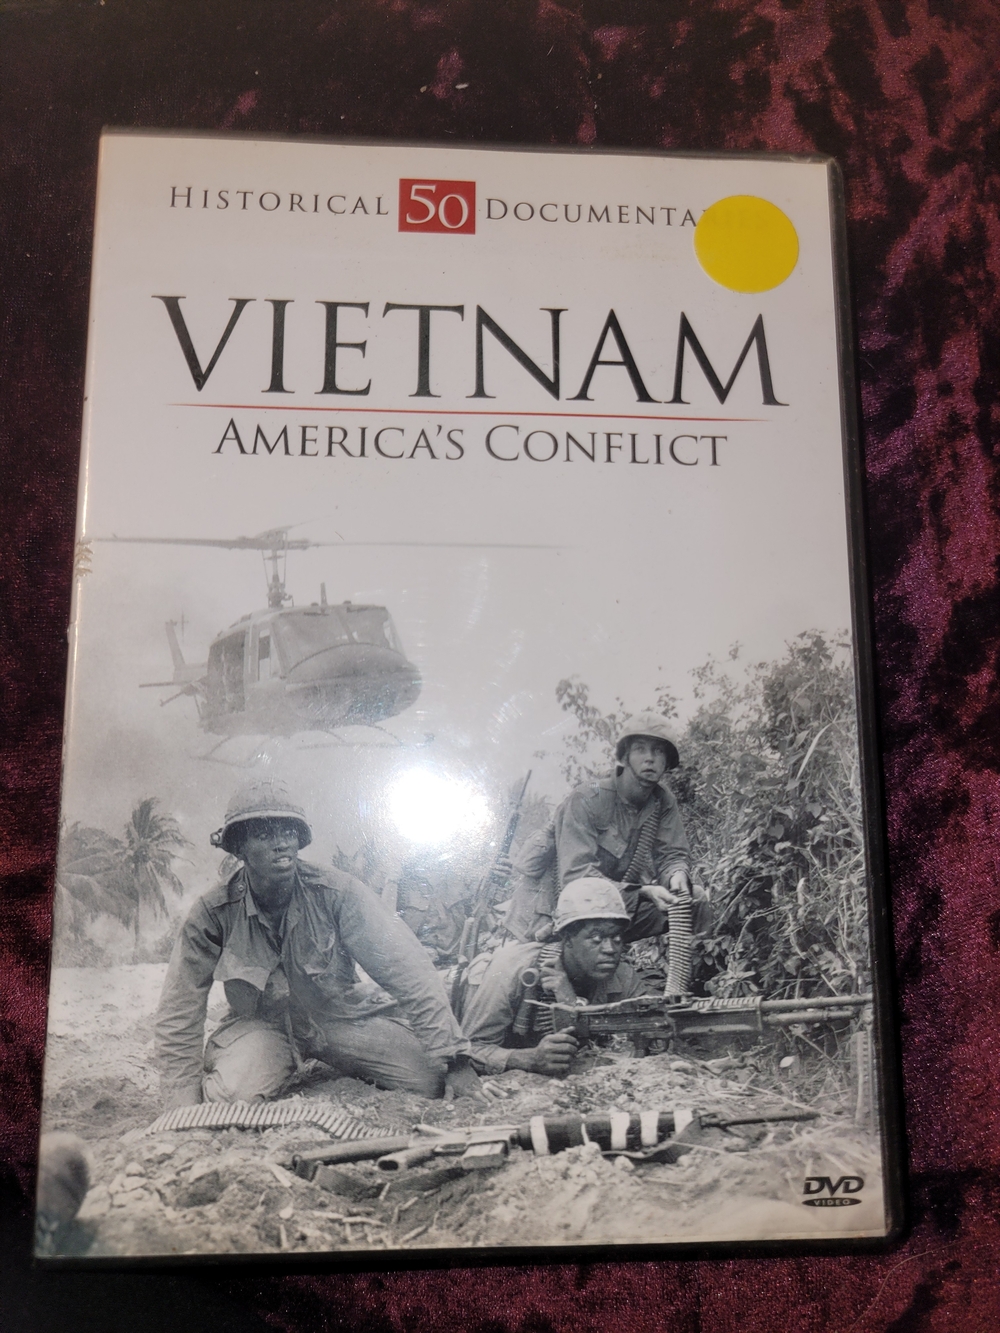 HISTORICAL 50 DOCUMENTA
VIETNAM
AMERICA'S CONFLICT
DVD
VIDEO